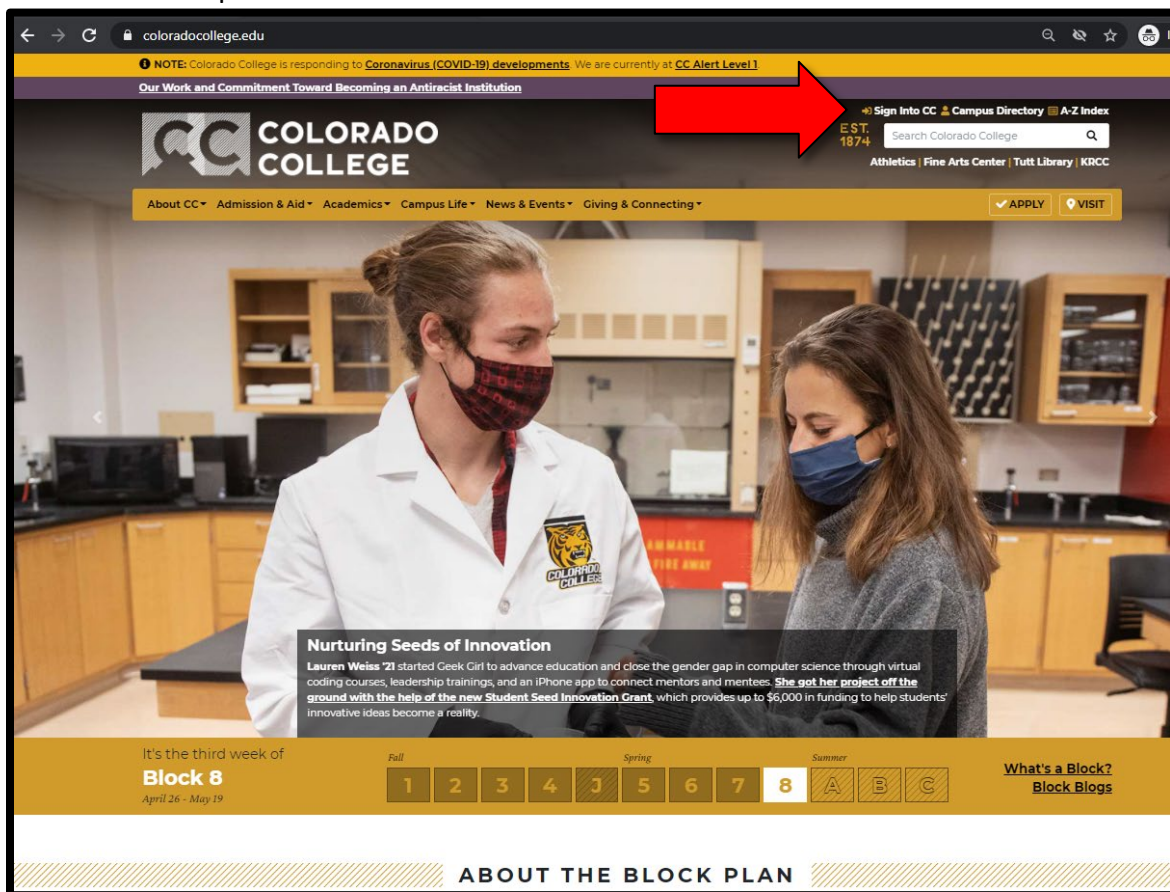 coloradocollege.edu
NOTE: Colorado College is responding to Coronavirus (COVID-19) developments. We are currently at CC Alert Level 1.
Our Work and Commitment Toward Becoming an Antiracist Institution
Sign Into CC Campus Directory A-Z Index
CC COLORADO
COLLEGE
EST.
1874
Search Colorado College
Athletics | Fine Arts Center | Tutt Library | KRCC
About CC Admission & Aid Academics Campus Life News & Events Giving & Connecting APPLY VISIT
COLORADO
COLLEGE
FIRE AWAY
Nurturing Seeds of Innovation
Lauren Weiss '21 started Geek Girl to advance education and close the gender gap in computer science through virtual
coding courses, leadership trainings, and an iPhone app to connect mentors and mentees. She got her project off the
ground with the help of the new Student Seed Innovation Grant, which provides up to $6,000 in funding to help students'
innovative ideas become a reality.
It's the third week of
Block 8
April 26 - May 19
Fall Spring Summer
1 2 3 4 J 5 6 7 8 A B C
What's a Block?
Block Blogs
ABOUT THE BLOCK PLAN